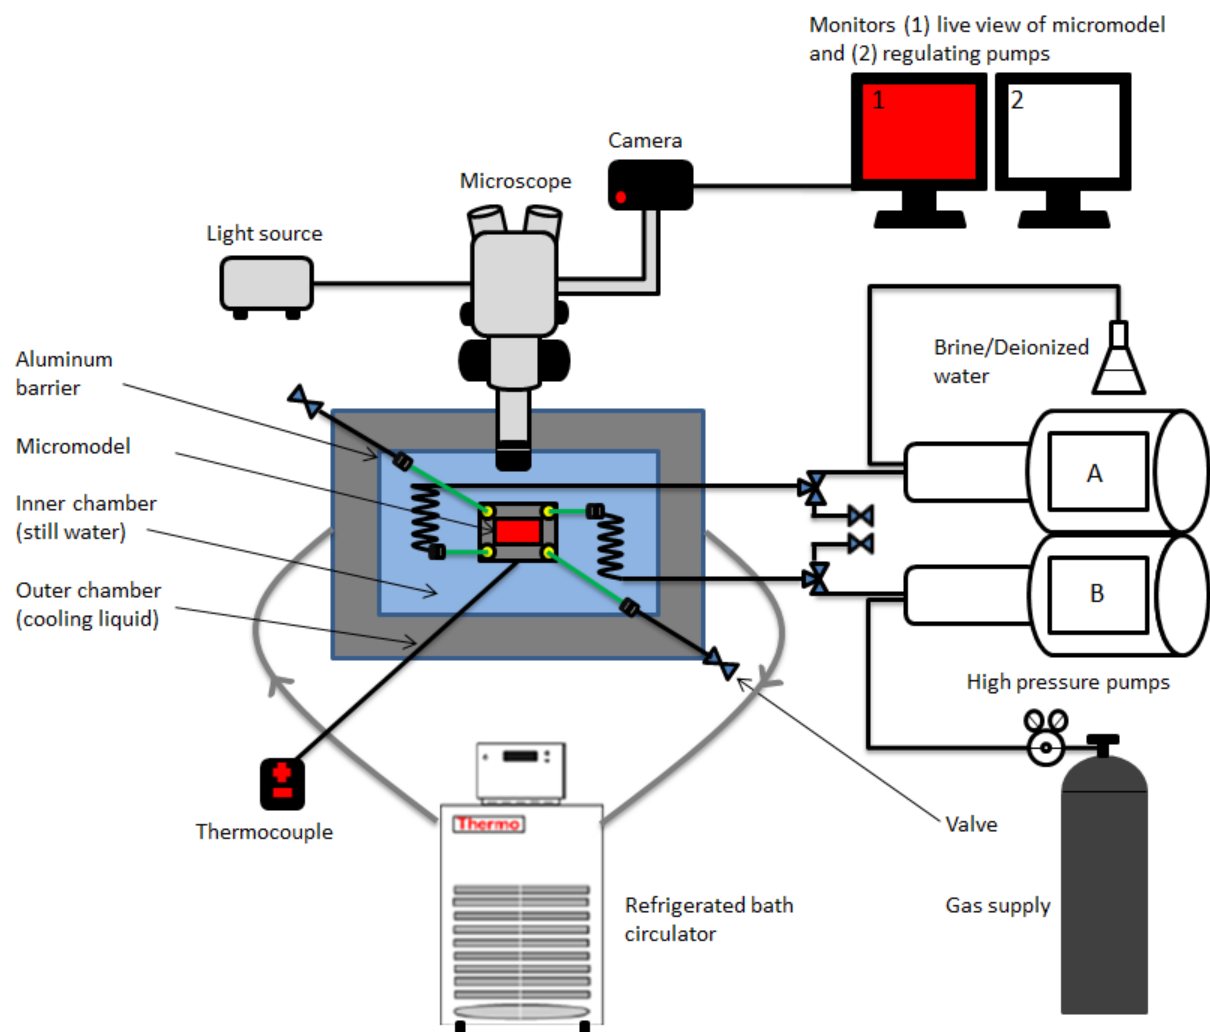 Monitors (1) live view of micromodel
and (2) regulating pumps
1
2
Camera
Microscope
Light source
Brine/Deionized
water
Aluminum
barrier
Micromodel
A
Inner chamber
(still water)
Outer chamber
(cooling liquid)
B
High pressure pumps
Thermocouple
Thermo
Valve
Refrigerated bath
circulator
Gas supply